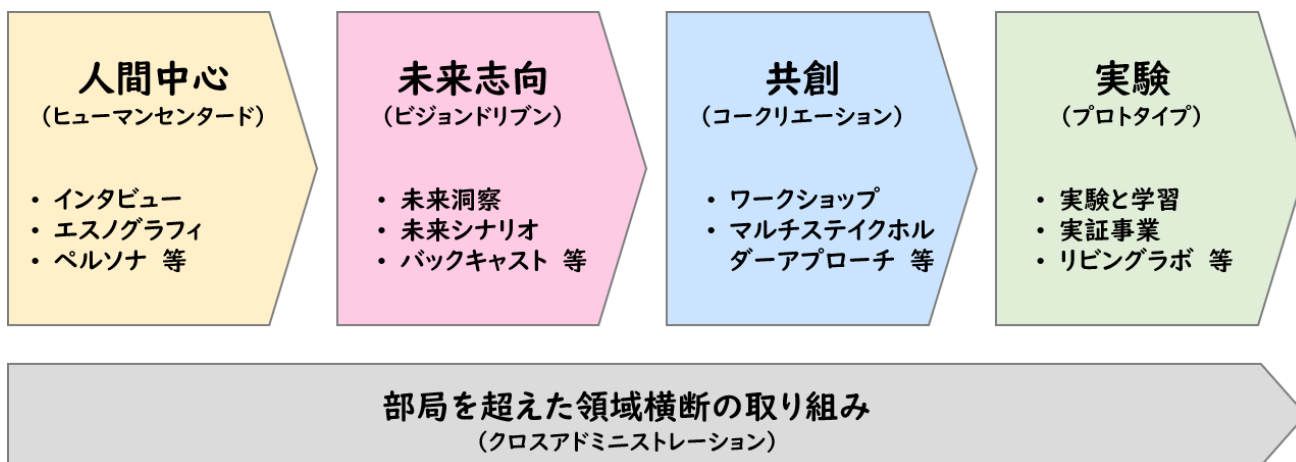 人間中心
（ヒューマンセンタード）
・ インタビュー
・ エスノグラフィ
・ ペルソナ 等
未来志向
（ビジョンドリブン）
・ 未来洞察
・ 未来シナリオ
・ バックキャスト 等
共創
（コークリエーション）
・ ワークショップ
・ マルチステイクホル
ダーアプローチ 等
実験
（プロトタイプ）
・ 実験と学習
・ 実証事業
・ リビングラボ 等
部局を超えた領域横断の取り組み
（クロスアドミニストレーション）